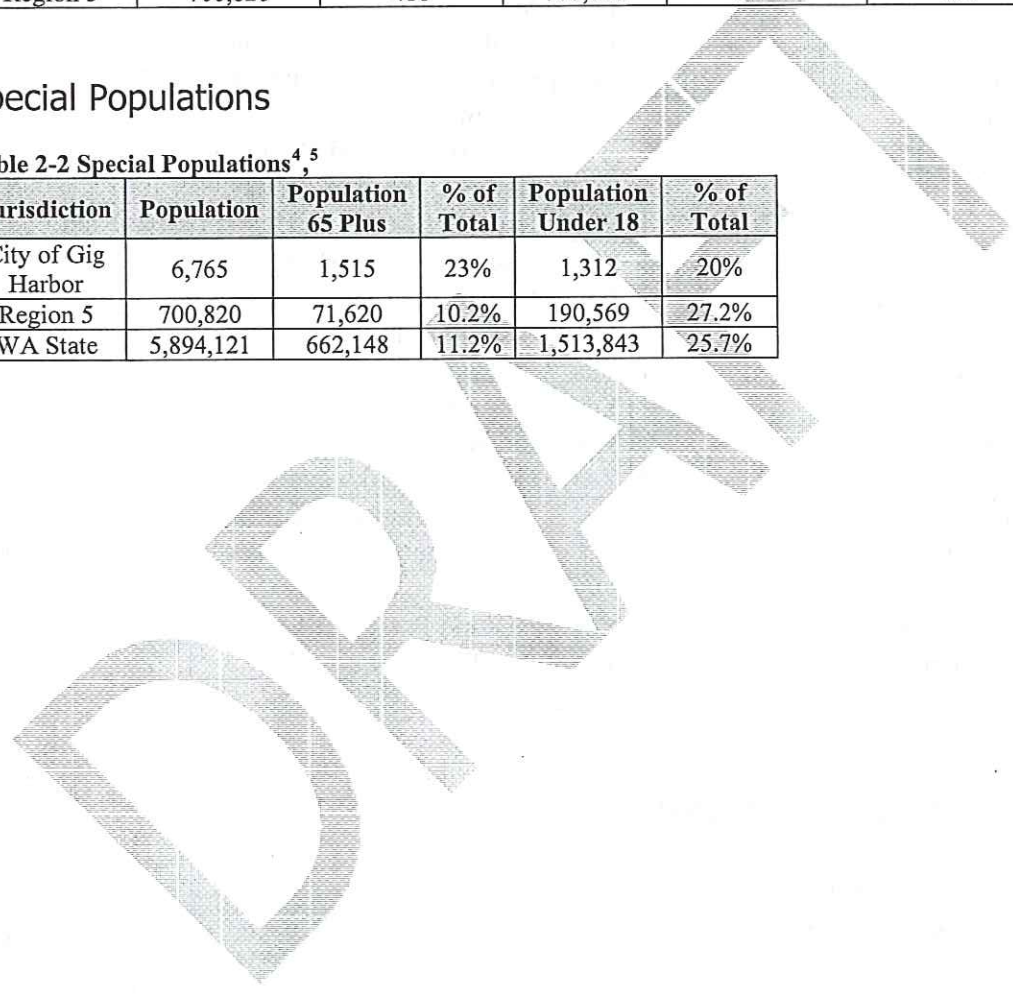 pecial Populations
ble 2-2 Special Populations4,5
urisdiction Population Population 65 Plus % of Total Population Under 18 % of Total
City of Gig Harbor 6,765 1,515 23% 1,312 20%
Region 5 700,820 71,620 10.2% 190,569 27.2%
WA State 5,894,121 662,148 11.2% 1,513,843 25.7%
DRAFT